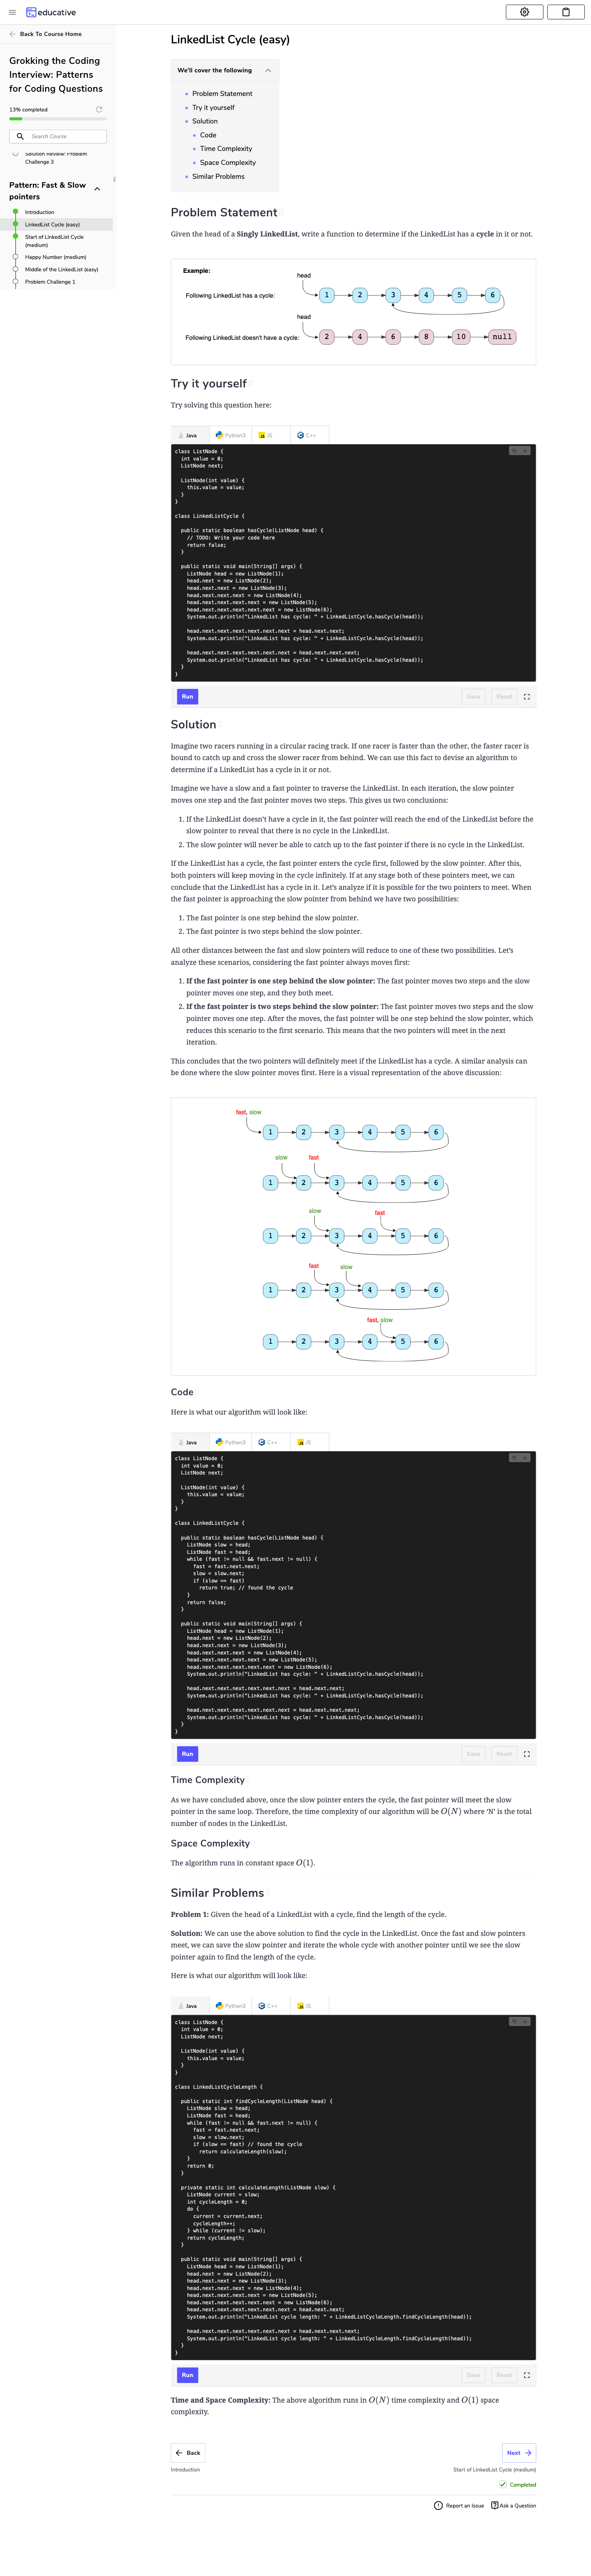 educative
Back To Course Home
Grokking the Coding
Interview: Patterns
for Coding Questions
13% completed
Search Course
Solution Review: Problem
Challenge 3
Pattern: Fast & Slow
pointers
Introduction
LinkedList Cycle (easy)
Start of LinkedList Cycle
(medium)
Happy Number (medium)
Middle of the LinkedList (easy)
Problem Challenge 1
LinkedList Cycle (easy)
We'll cover the following
Problem Statement
Try it yourself
Solution
Code
Time Complexity
Space Complexity
Similar Problems
Problem Statement
Given the head of a Singly LinkedList, write a function to determine if the LinkedList has a cycle in it or not.
Example:
head
Following LinkedList has a cycle:
1 2 3 4 5 6
head
Following LinkedList doesn't have a cycle:
2 4 6 8 10 null
Try it yourself
Try solving this question here:
Java Python3 JS C++
class ListNode {
int value = 0;
ListNode next;
ListNode(int value) {
this.value = value;
}
}
class LinkedListCycle {
public static boolean hasCycle(ListNode head) {
// TODO: Write your code here
return false;
}
public static void main(String[] args) {
ListNode head = new ListNode(1);
head.next = new ListNode(2);
head.next.next = new ListNode(3);
head.next.next.next = new ListNode(4);
head.next.next.next.next = new ListNode(5);
head.next.next.next.next.next = new ListNode(6);
System.out.println("LinkedList has cycle: " + LinkedListCycle.hasCycle(head));
head.next.next.next.next.next.next = head.next.next;
System.out.println("LinkedList has cycle: " + LinkedListCycle.hasCycle(head));
head.next.next.next.next.next.next = head.next.next.next;
System.out.println("LinkedList has cycle: " + LinkedListCycle.hasCycle(head));
}
}
Run Save Reset
Solution
Imagine two racers running in a circular racing track. If one racer is faster than the other, the faster racer is
bound to catch up and cross the slower racer from behind. We can use this fact to devise an algorithm to
determine if a LinkedList has a cycle in it or not.
Imagine we have a slow and a fast pointer to traverse the LinkedList. In each iteration, the slow pointer
moves one step and the fast pointer moves two steps. This gives us two conclusions:
1. If the LinkedList doesn't have a cycle in it, the fast pointer will reach the end of the LinkedList before the
slow pointer to reveal that there is no cycle in the LinkedList.
2. The slow pointer will never be able to catch up to the fast pointer if there is no cycle in the LinkedList.
If the LinkedList has a cycle, the fast pointer enters the cycle first, followed by the slow pointer. After this,
both pointers will keep moving in the cycle infinitely. If at any stage both of these pointers meet, we can
conclude that the LinkedList has a cycle in it. Let's analyze if it is possible for the two pointers to meet. When
the fast pointer is approaching the slow pointer from behind we have two possibilities:
1. The fast pointer is one step behind the slow pointer.
2. The fast pointer is two steps behind the slow pointer.
All other distances between the fast and slow pointers will reduce to one of these two possibilities. Let's
analyze these scenarios, considering the fast pointer always moves first:
1. If the fast pointer is one step behind the slow pointer: The fast pointer moves two steps and the slow
pointer moves one step, and they both meet.
2. If the fast pointer is two steps behind the slow pointer: The fast pointer moves two steps and the slow
pointer moves one step. After the moves, the fast pointer will be one step behind the slow pointer, which
reduces this scenario to the first scenario. This means that the two pointers will meet in the next
iteration.
This concludes that the two pointers will definitely meet if the LinkedList has a cycle. A similar analysis can
be done where the slow pointer moves first. Here is a visual representation of the above discussion:
fast, slow
1 2 3 4 5 6
slow fast
1 2 3 4 5 6
slow fast
1 2 3 4 5 6
fast slow
1 2 3 4 5 6
fast, slow
1 2 3 4 5 6
Code
Here is what our algorithm will look like:
Java Python3 C++ JS
class ListNode {
int value = 0;
ListNode next;
ListNode(int value) {
this.value = value;
}
}
class LinkedListCycle {
public static boolean hasCycle(ListNode head) {
ListNode slow = head;
ListNode fast = head;
while (fast != null && fast.next != null) {
fast = fast.next.next;
slow = slow.next;
if (slow == fast)
return true; // found the cycle
}
return false;
}
public static void main(String[] args) {
ListNode head = new ListNode(1);
head.next = new ListNode(2);
head.next.next = new ListNode(3);
head.next.next.next = new ListNode(4);
head.next.next.next.next = new ListNode(5);
head.next.next.next.next.next = new ListNode(6);
System.out.println("LinkedList has cycle: " + LinkedListCycle.hasCycle(head));
head.next.next.next.next.next.next = head.next.next;
System.out.println("LinkedList has cycle: " + LinkedListCycle.hasCycle(head));
head.next.next.next.next.next.next = head.next.next.next;
System.out.println("LinkedList has cycle: " + LinkedListCycle.hasCycle(head));
}
}
Run Save Reset
Time Complexity
As we have concluded above, once the slow pointer enters the cycle, the fast pointer will meet the slow
pointer in the same loop. Therefore, the time complexity of our algorithm will be O(N) where 'N' is the total
number of nodes in the LinkedList.
Space Complexity
The algorithm runs in constant space O(1).
Similar Problems
Problem 1: Given the head of a LinkedList with a cycle, find the length of the cycle.
Solution: We can use the above solution to find the cycle in the LinkedList. Once the fast and slow pointers
meet, we can save the slow pointer and iterate the whole cycle with another pointer until we see the slow
pointer again to find the length of the cycle.
Here is what our algorithm will look like:
Java Python3 C++ JS
class ListNode {
int value = 0;
ListNode next;
ListNode(int value) {
this.value = value;
}
}
class LinkedListCycleLength {
public static int findCycleLength(ListNode head) {
ListNode slow = head;
ListNode fast = head;
while (fast != null && fast.next != null) {
fast = fast.next.next;
slow = slow.next;
if (slow == fast) // found the cycle
return calculateLength(slow);
}
return 0;
}
private static int calculateLength(ListNode slow) {
ListNode current = slow;
int cycleLength = 0;
do {
current = current.next;
cycleLength++;
} while (current != slow);
return cycleLength;
}
public static void main(String[] args) {
ListNode head = new ListNode(1);
head.next = new ListNode(2);
head.next.next = new ListNode(3);
head.next.next.next = new ListNode(4);
head.next.next.next.next = new ListNode(5);
head.next.next.next.next.next = new ListNode(6);
head.next.next.next.next.next.next = head.next.next;
System.out.println("LinkedList cycle length: " + LinkedListCycleLength.findCycleLength(head));
head.next.next.next.next.next.next = head.next.next.next;
System.out.println("LinkedList cycle length: " + LinkedListCycleLength.findCycleLength(head));
}
}
Run Save Reset
Time and Space Complexity: The above algorithm runs in O(N) time complexity and O(1) space
complexity.
Back Next
Introduction Start of LinkedList Cycle (medium)
Completed
Report an Issue Ask a Question